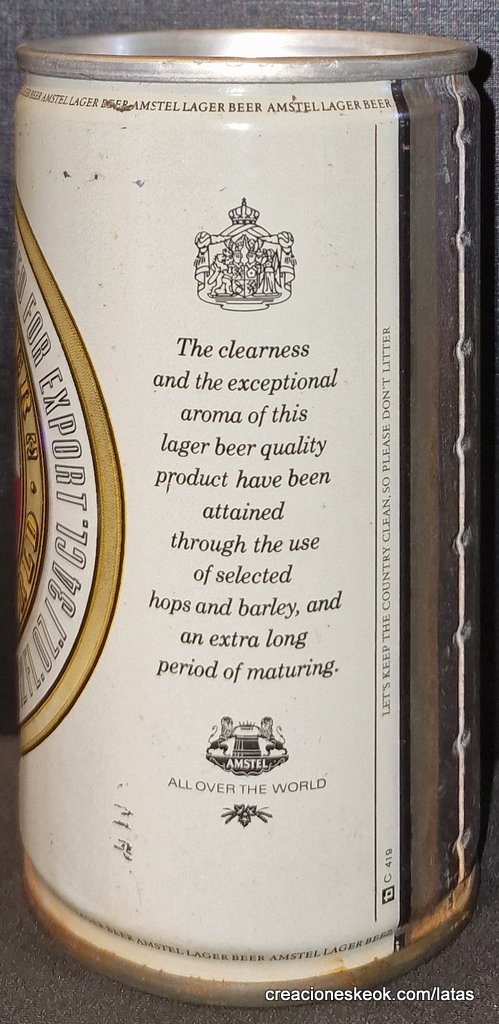 BEER AMSTEL LAGER BEER AMSTEL LAGER BEER AMSTEL LAGER BEER
FOR EXPORT
The clearness
and the exceptional
aroma of this
lager beer quality
product have been
attained
through the use
of selected
hops and barley, and
an extra long
period of maturing.
AMSTEL
ALL OVER THE WORLD
LET'S KEEP THE COUNTRY CLEAN, SO PLEASE DON'T LITTER
C 419
LAGER BEER AMSTEL LAGER BEER AMSTEL LAGER BEER
creacioneskeok.com/latas